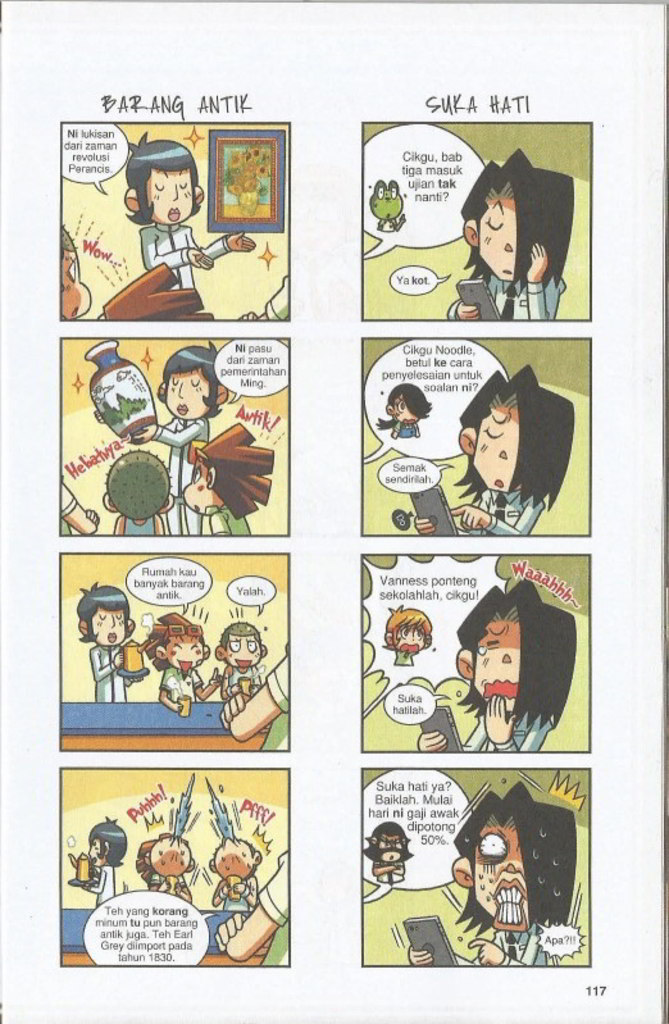 BARANG ANTIK
Ni lukisan
dari zaman
revolusi
Perancis.
Wow...
Ni pasu
dari zaman
pemerintahan
Ming.
Antik!
Hebatnya~
Rumah kau
banyak barang
antik.
Yalah.
Puhhh!
Pfff!
Teh yang korang
minum tu pun barang
antik juga. Teh Earl
Grey diimport pada
tahun 1830.
SUKA HATI
Cikgu, bab
tiga masuk
ujian tak
nanti?
Ya kot.
Cikgu Noodle,
betul ke cara
penyelesaian untuk
soalan ni?
Semak
sendirilah.
Vanness ponteng
sekolahlah, cikgu!
Waaahhh~
Suka
hatilah.
Suka hati ya?
Baiklah. Mulai
hari ni gaji awak
dipotong
50%.
Apa?!!
117